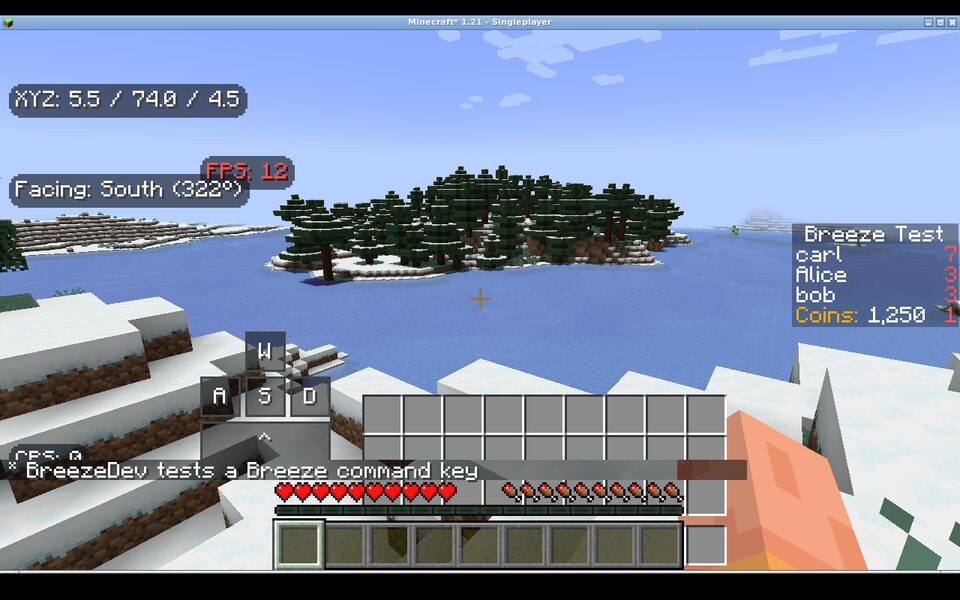 Minecraft* 1.21 - Singleplayer
XYZ: 5.5 / 74.0 / 4.5
FPS: 12
Facing: South (322°)
Breeze Test
carl 7
Alice 3
bob 3
Coins: 1,250 1
W
A S D
CPS: 0
* BreezeDev tests a Breeze command key